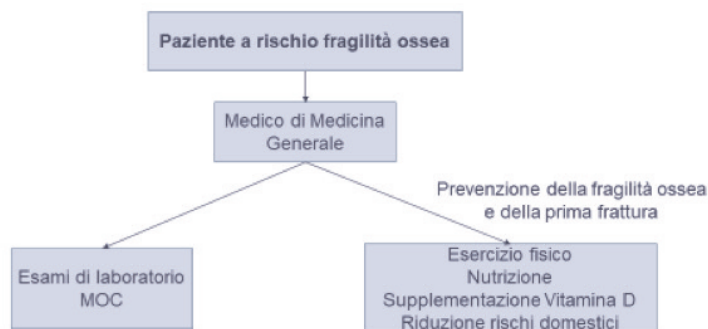 Paziente a rischio fragilità ossea
Medico di Medicina
Generale
Prevenzione della fragilità ossea
e della prima frattura
Esami di laboratorio
MOC
Esercizio fisico
Nutrizione
Supplementazione Vitamina D
Riduzione rischi domestici